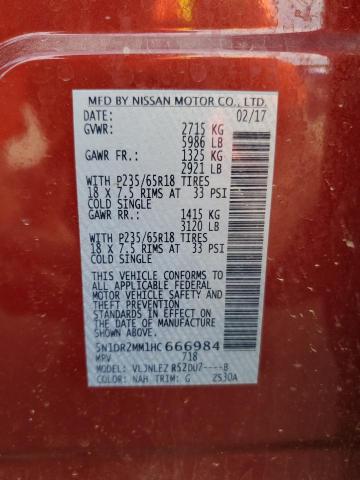 MFD BY NISSAN MOTOR CO., LTD.
DATE: 02/17
GVWR: 2715 KG
5986 LB
GAWR FR: 1325 KG
2921 LB
WITH P235/65R18 TIRES
18 X 7.5 RIMS AT 33 PSI
COLD SINGLE
GAWR RR: 1415 KG
3120 LB
WITH P235/65R18 TIRES
18 X 7.5 RIMS AT 33 PSI
COLD SINGLE
THIS VEHICLE CONFORMS TO
ALL APPLICABLE FEDERAL
MOTOR VEHICLE SAFETY AND
THEFT STANDARDS IN EFFECT
ON THE DATE OF MANUFACTURE
SHOWN ABOVE.
5N1DR2MM1HC666984
MPV 718
VLJNLEZ R52DUZ----B
COLOR: NAH TRIM: G ZS30A